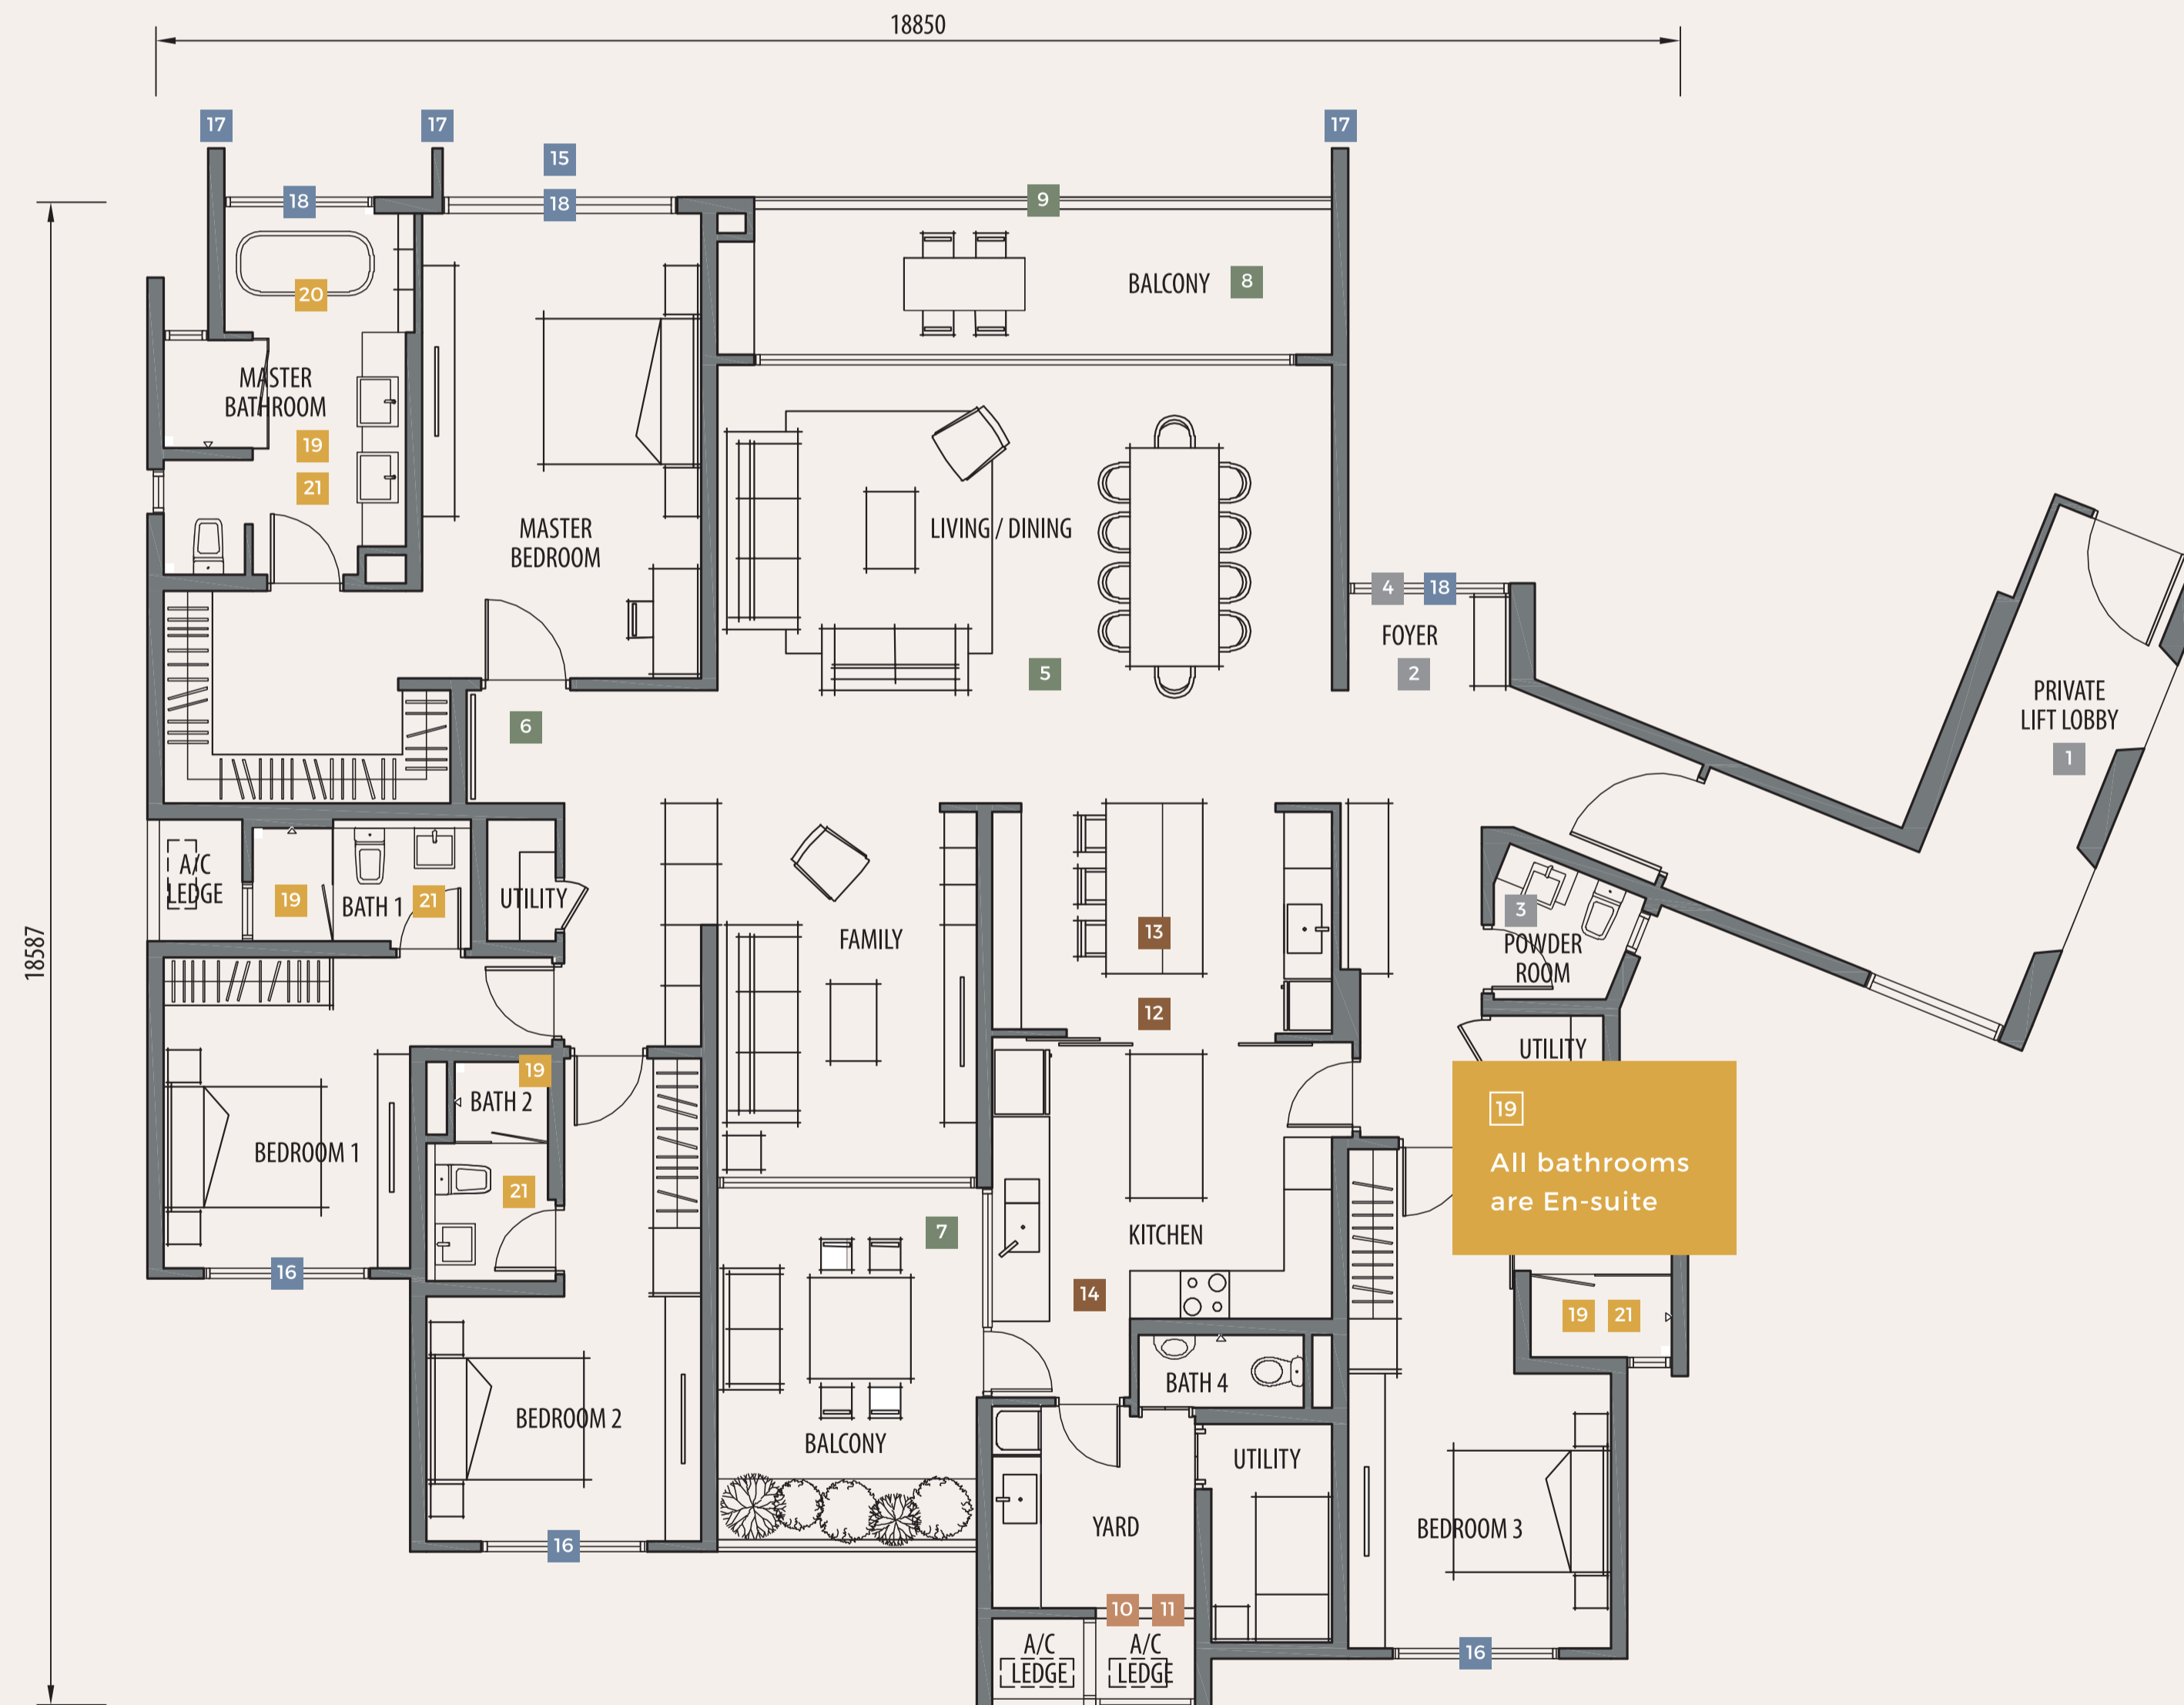 18850
17
17
17
15
18
18
9
BALCONY 8
20
MASTER
BATHROOM
19
21
MASTER
BEDROOM
LIVING / DINING
4 18
FOYER
2
5
6
PRIVATE
LIFT LOBBY
1
18587
A/C
LEDGE
19
BATH 1
21
UTILITY
FAMILY
13
12
3
POWDER
ROOM
UTILITY
19
All bathrooms
are En-suite
19
BATH 2
BEDROOM 1
21
7
KITCHEN
16
14
19 21
BATH 4
BEDROOM 2
BALCONY
UTILITY
YARD
BEDROOM 3
16
10 11
A/C
LEDGE
A/C
LEDGE
16